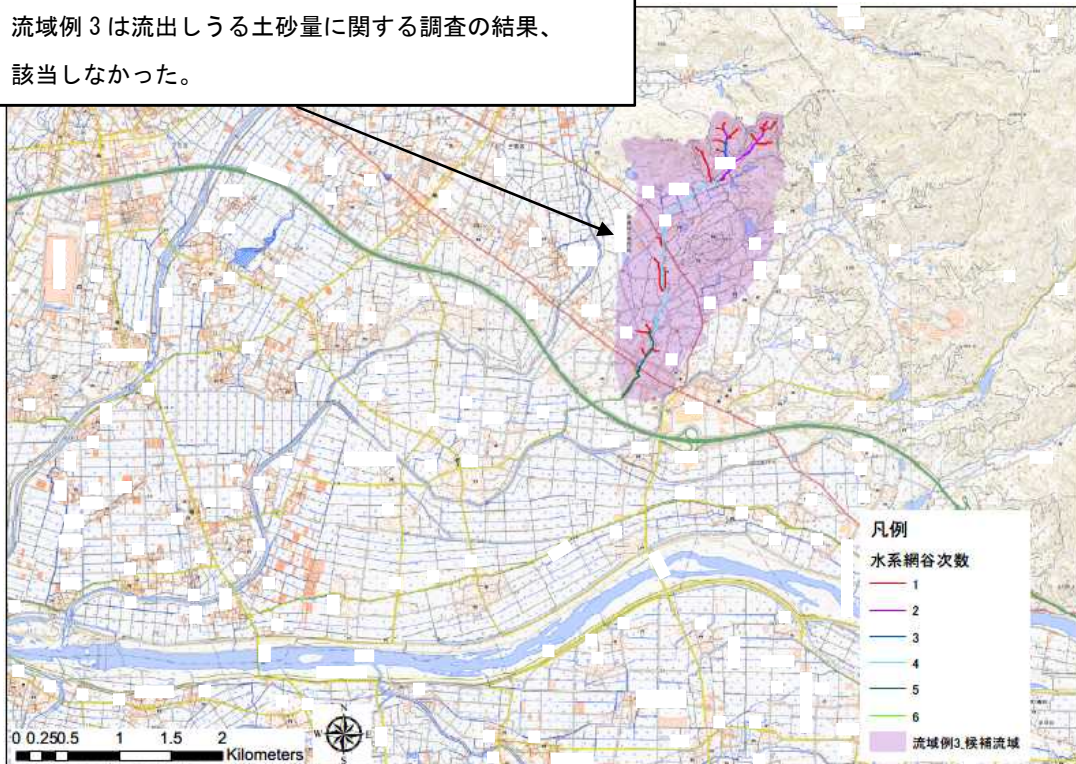 流域例 3 は流出しうる土砂量に関する調査の結果、
該当しなかった。
凡例
水系網谷次数
1
2
3
4
5
6
流域例3_候補流域
0 0.25 0.5 1 1.5 2
Kilometers
N
W E
S